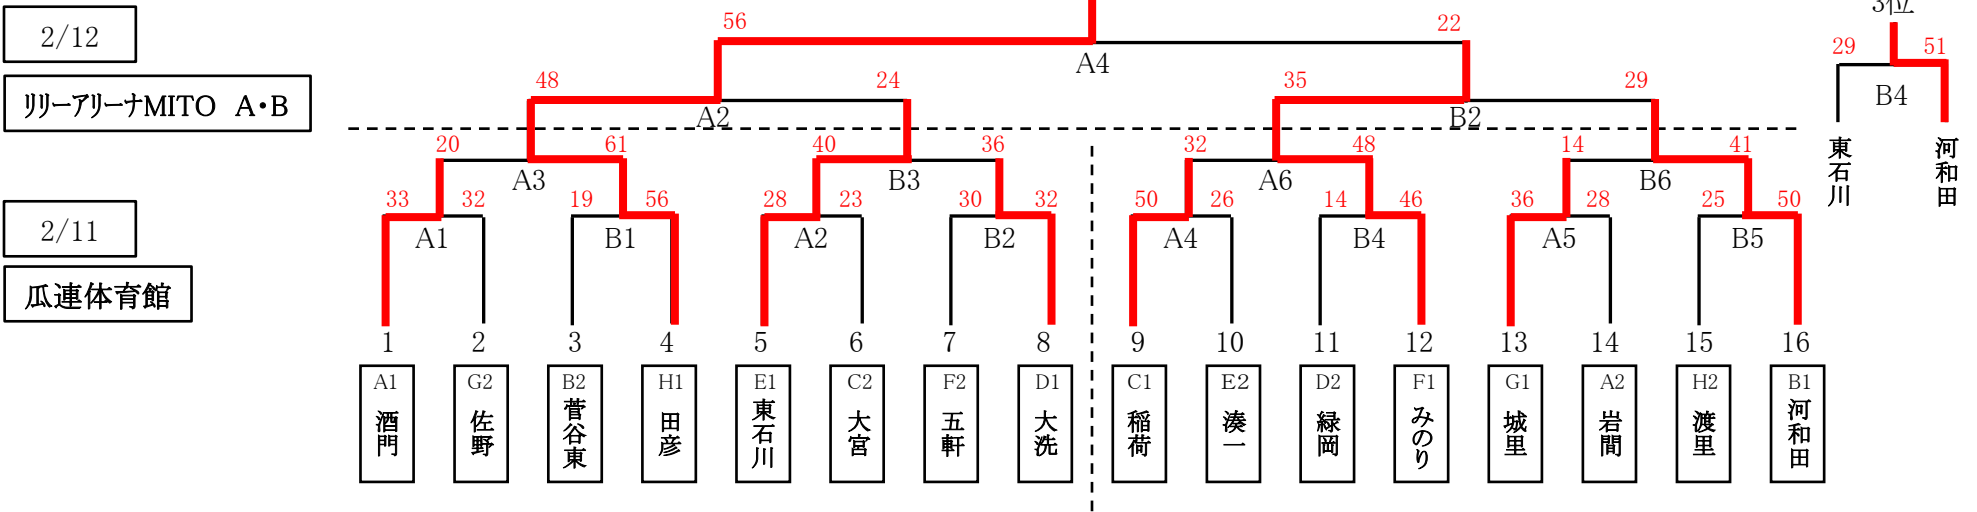 3位
2/12
56
22
29
51
A4
48
24
35
29
リリーアリーナMITO A・B
A2
B2
B4
20
61
40
36
32
48
14
41
東石川
河和田
A3
B3
A6
B6
2/11
33
32
19
56
28
23
30
32
50
26
14
46
36
28
25
50
A1
B1
A2
B2
A4
B4
A5
B5
瓜連体育館
1
2
3
4
5
6
7
8
9
10
11
12
13
14
15
16
A1
G2
B2
H1
E1
C2
F2
D1
C1
E2
D2
F1
G1
A2
H2
B1
酒門
佐野
菅谷東
田彦
東石川
大宮
五軒
大洗
稲荷
湊一
緑岡
みのり
城里
岩間
渡里
河和田